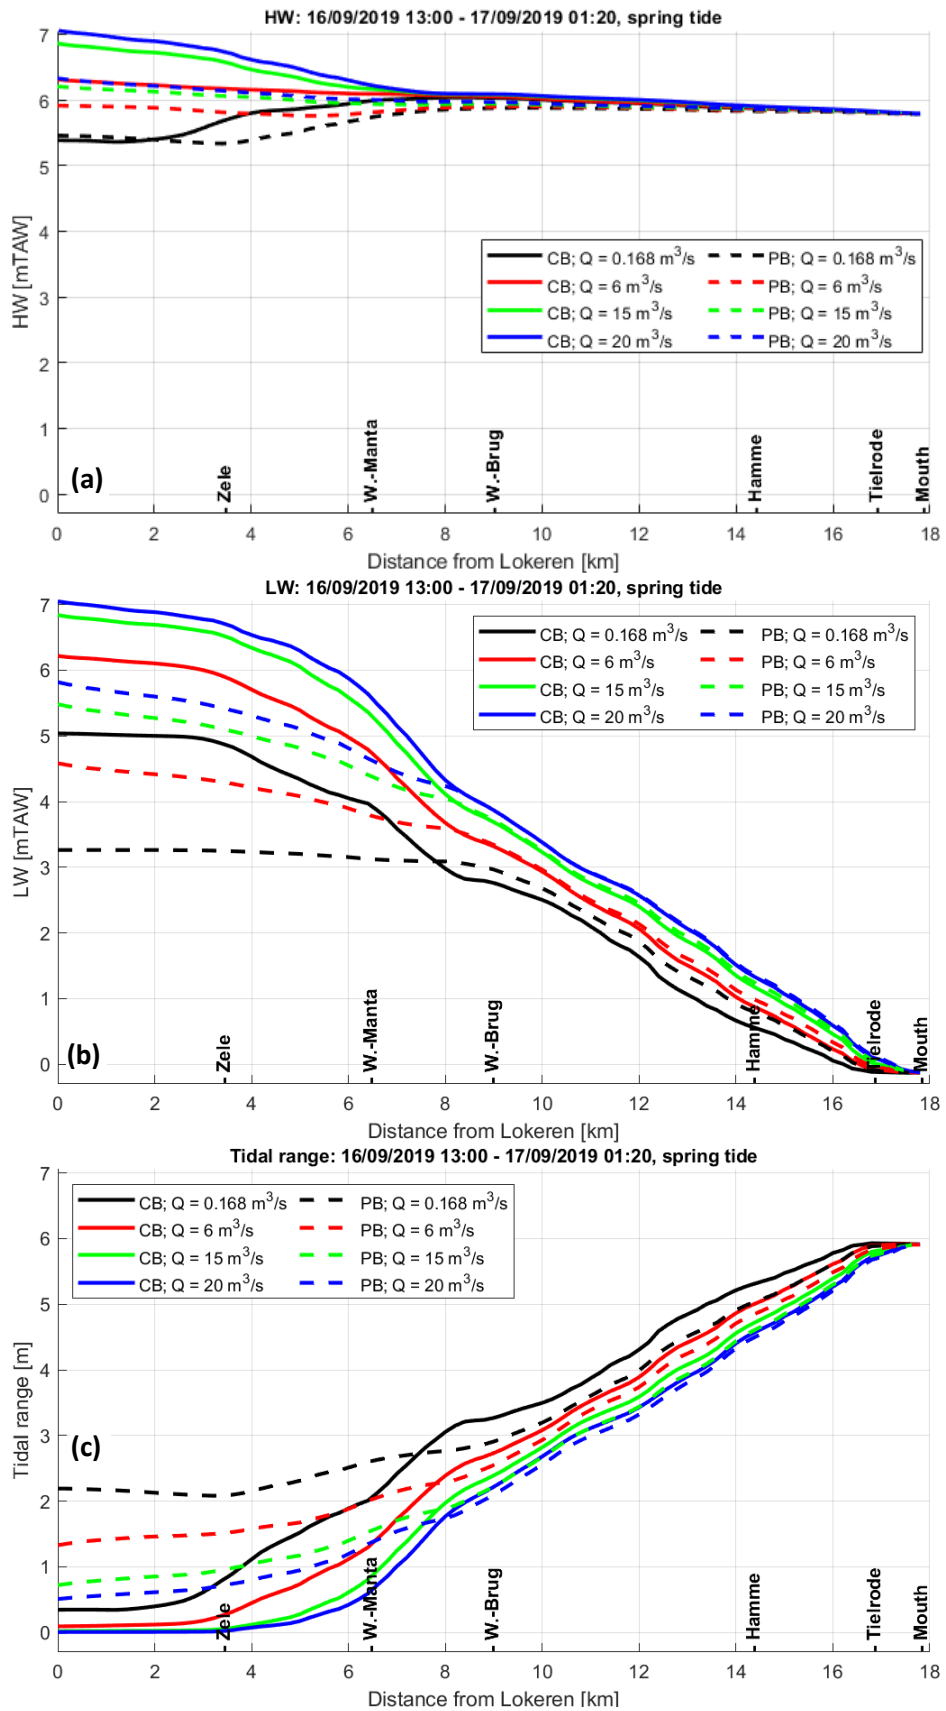 HW: 16/09/2019 13:00 - 17/09/2019 01:20, spring tide
7
6
5
4
3
2
1
0
HW [mTAW]
CB; Q = 0.168 m³/s PB; Q = 0.168 m³/s
CB; Q = 6 m³/s PB; Q = 6 m³/s
CB; Q = 15 m³/s PB; Q = 15 m³/s
CB; Q = 20 m³/s PB; Q = 20 m³/s
(a)
Zele W.-Manta W.-Brug Hamme Tielrode Mouth
0 2 4 6 8 10 12 14 16 18
Distance from Lokeren [km]
LW: 16/09/2019 13:00 - 17/09/2019 01:20, spring tide
7
6
5
4
3
2
1
0
LW [mTAW]
CB; Q = 0.168 m³/s PB; Q = 0.168 m³/s
CB; Q = 6 m³/s PB; Q = 6 m³/s
CB; Q = 15 m³/s PB; Q = 15 m³/s
CB; Q = 20 m³/s PB; Q = 20 m³/s
(b)
Zele W.-Manta W.-Brug Hamme Tielrode Mouth
0 2 4 6 8 10 12 14 16 18
Distance from Lokeren [km]
Tidal range: 16/09/2019 13:00 - 17/09/2019 01:20, spring tide
7
6
5
4
3
2
1
0
Tidal range [m]
CB; Q = 0.168 m³/s PB; Q = 0.168 m³/s
CB; Q = 6 m³/s PB; Q = 6 m³/s
CB; Q = 15 m³/s PB; Q = 15 m³/s
CB; Q = 20 m³/s PB; Q = 20 m³/s
(c)
Zele W.-Manta W.-Brug Hamme Tielrode Mouth
0 2 4 6 8 10 12 14 16 18
Distance from Lokeren [km]